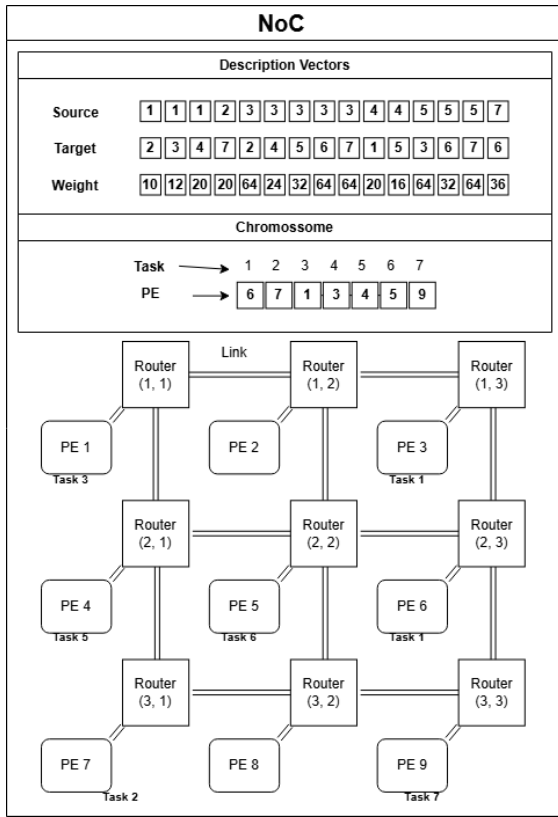 NoC
Description Vectors
Source 1 1 1 2 3 3 3 3 3 4 4 5 5 5 7
Target 2 3 4 7 2 4 5 6 7 1 5 3 6 7 6
Weight 10 12 20 20 64 24 32 64 64 20 16 64 32 64 36
Chromossome
Task 1 2 3 4 5 6 7
PE 6 7 1 3 4 5 9
Router Link Router Router
(1, 1) (1, 2) (1, 3)
PE 1 PE 2 PE 3
Task 3 Task 1
Router Router Router
(2, 1) (2, 2) (2, 3)
PE 4 PE 5 PE 6
Task 5 Task 6 Task 1
Router Router Router
(3, 1) (3, 2) (3, 3)
PE 7 PE 8 PE 9
Task 2 Task 7